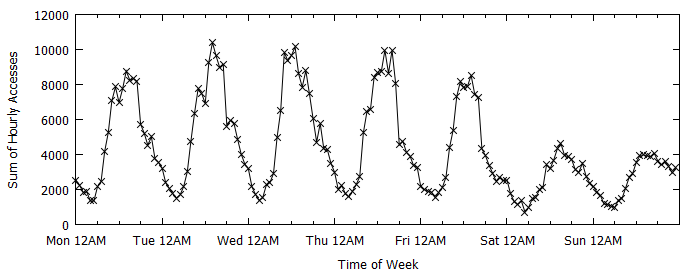 12000
10000
8000
6000
4000
2000
0
Sum of Hourly Accesses
Mon 12AM Tue 12AM Wed 12AM Thu 12AM Fri 12AM Sat 12AM Sun 12AM
Time of Week